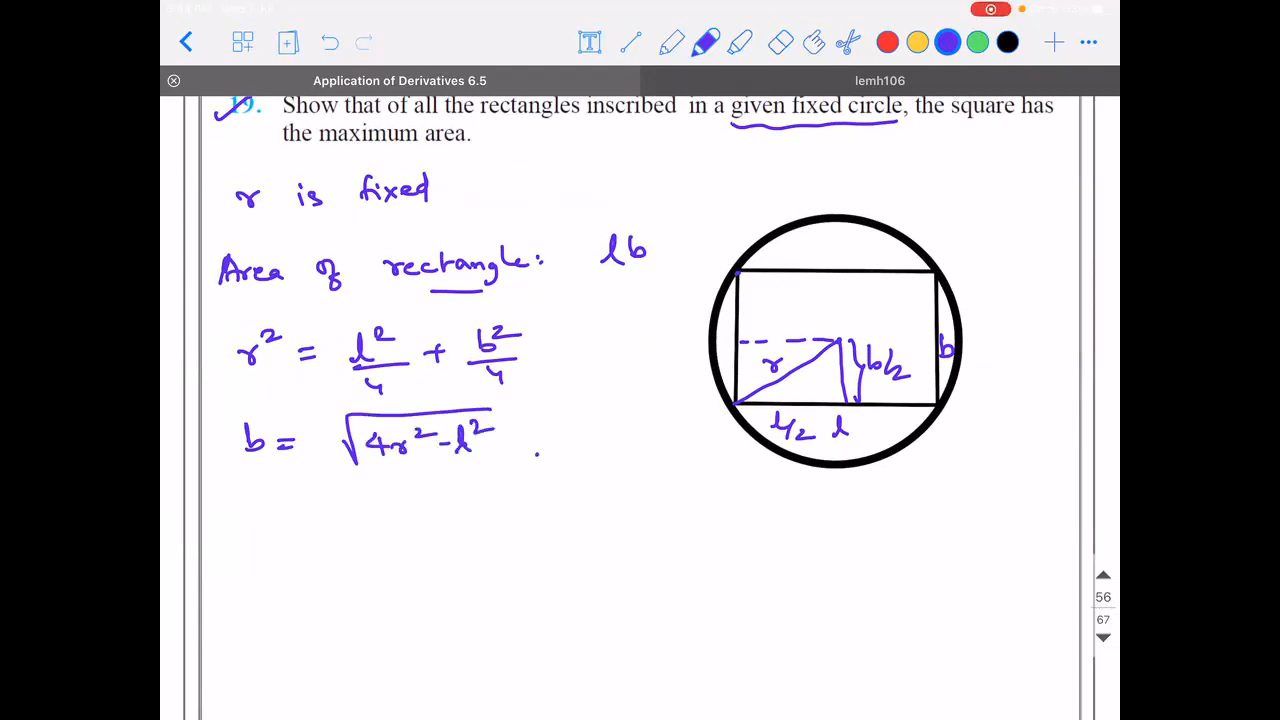 Application of Derivatives 6.5
lemh106
19. Show that of all the rectangles inscribed in a given fixed circle, the square has
the maximum area.
r is fixed
Area of rectangle: lb
r² = l²/4 + b²/4
b = √(4r² - l²) .
r
b/2
b
l/2 l
56
67